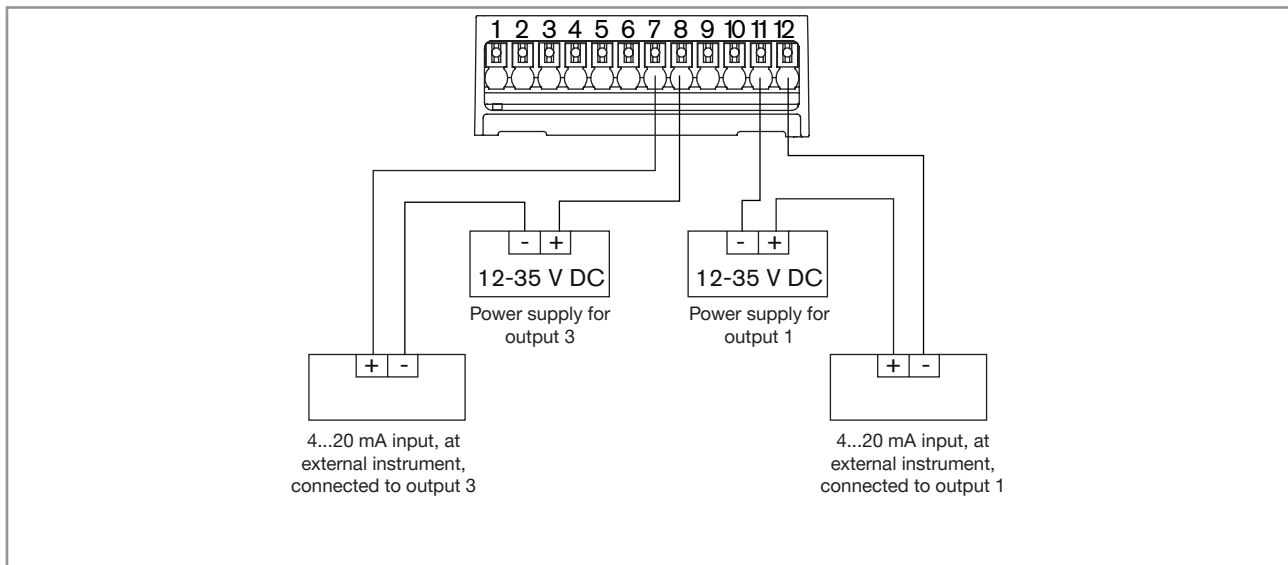 1 2 3 4 5 6 7 8 9 10 11 12
- +
12-35 V DC
Power supply for
output 3
- +
12-35 V DC
Power supply for
output 1
+ -
4...20 mA input, at
external instrument,
connected to output 3
+ -
4...20 mA input, at
external instrument,
connected to output 1